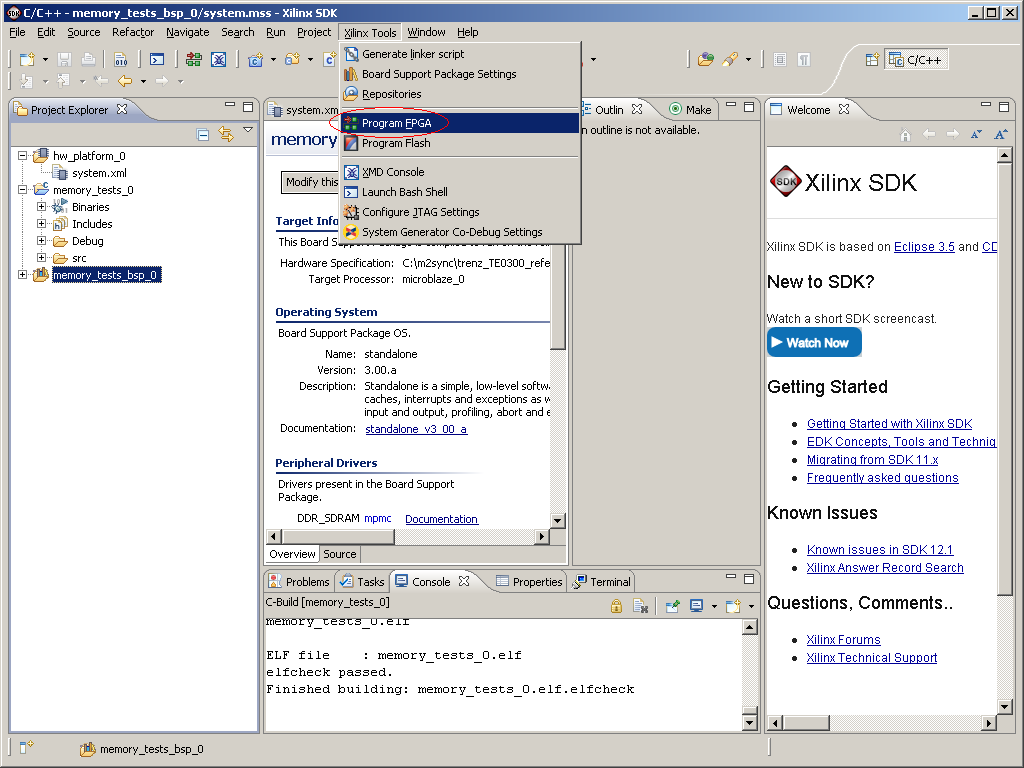 C/C++ - memory_tests_bsp_0/system.mss - Xilinx SDK
File Edit Source Refactor Navigate Search Run Project Xilinx Tools Window Help
Generate linker script
Board Support Package Settings
Repositories
Program FPGA
Program Flash
XMD Console
Launch Bash Shell
Configure JTAG Settings
System Generator Co-Debug Settings
C/C++
Project Explorer
hw_platform_0
system.xml
memory_tests_0
Binaries
Includes
Debug
src
memory_tests_bsp_0
system.xm
memory
Modify this
Target Info
This Board
Hardware Specification: C:\m2sync\trenz_TE0300_refe
Target Processor: microblaze_0
Operating System
Board Support Package OS.
Name: standalone
Version: 3.00.a
Description: Standalone is a simple, low-level softw
caches, interrupts and exceptions as w
input and output, profiling, abort and e
Documentation: standalone_v3_00_a
Peripheral Drivers
Drivers present in the Board Support
Package.
DDR_SDRAM mpmc Documentation
Overview Source
Outlin Make
n outline is not available.
Welcome
SDK
Xilinx SDK
Xilinx SDK is based on Eclipse 3.5 and CD
New to SDK?
Watch a short SDK screencast.
Watch Now
Getting Started
Getting Started with Xilinx SDK
EDK Concepts, Tools and Techniq
Migrating from SDK 11.x
Frequently asked questions
Known Issues
Known issues in SDK 12.1
Xilinx Answer Record Search
Questions, Comments..
Xilinx Forums
Xilinx Technical Support
Problems Tasks Console Properties Terminal
C-Build [memory_tests_0]
memory_tests_0.elf
ELF file : memory_tests_0.elf
elfcheck passed.
Finished building: memory_tests_0.elf.elfcheck
memory_tests_bsp_0